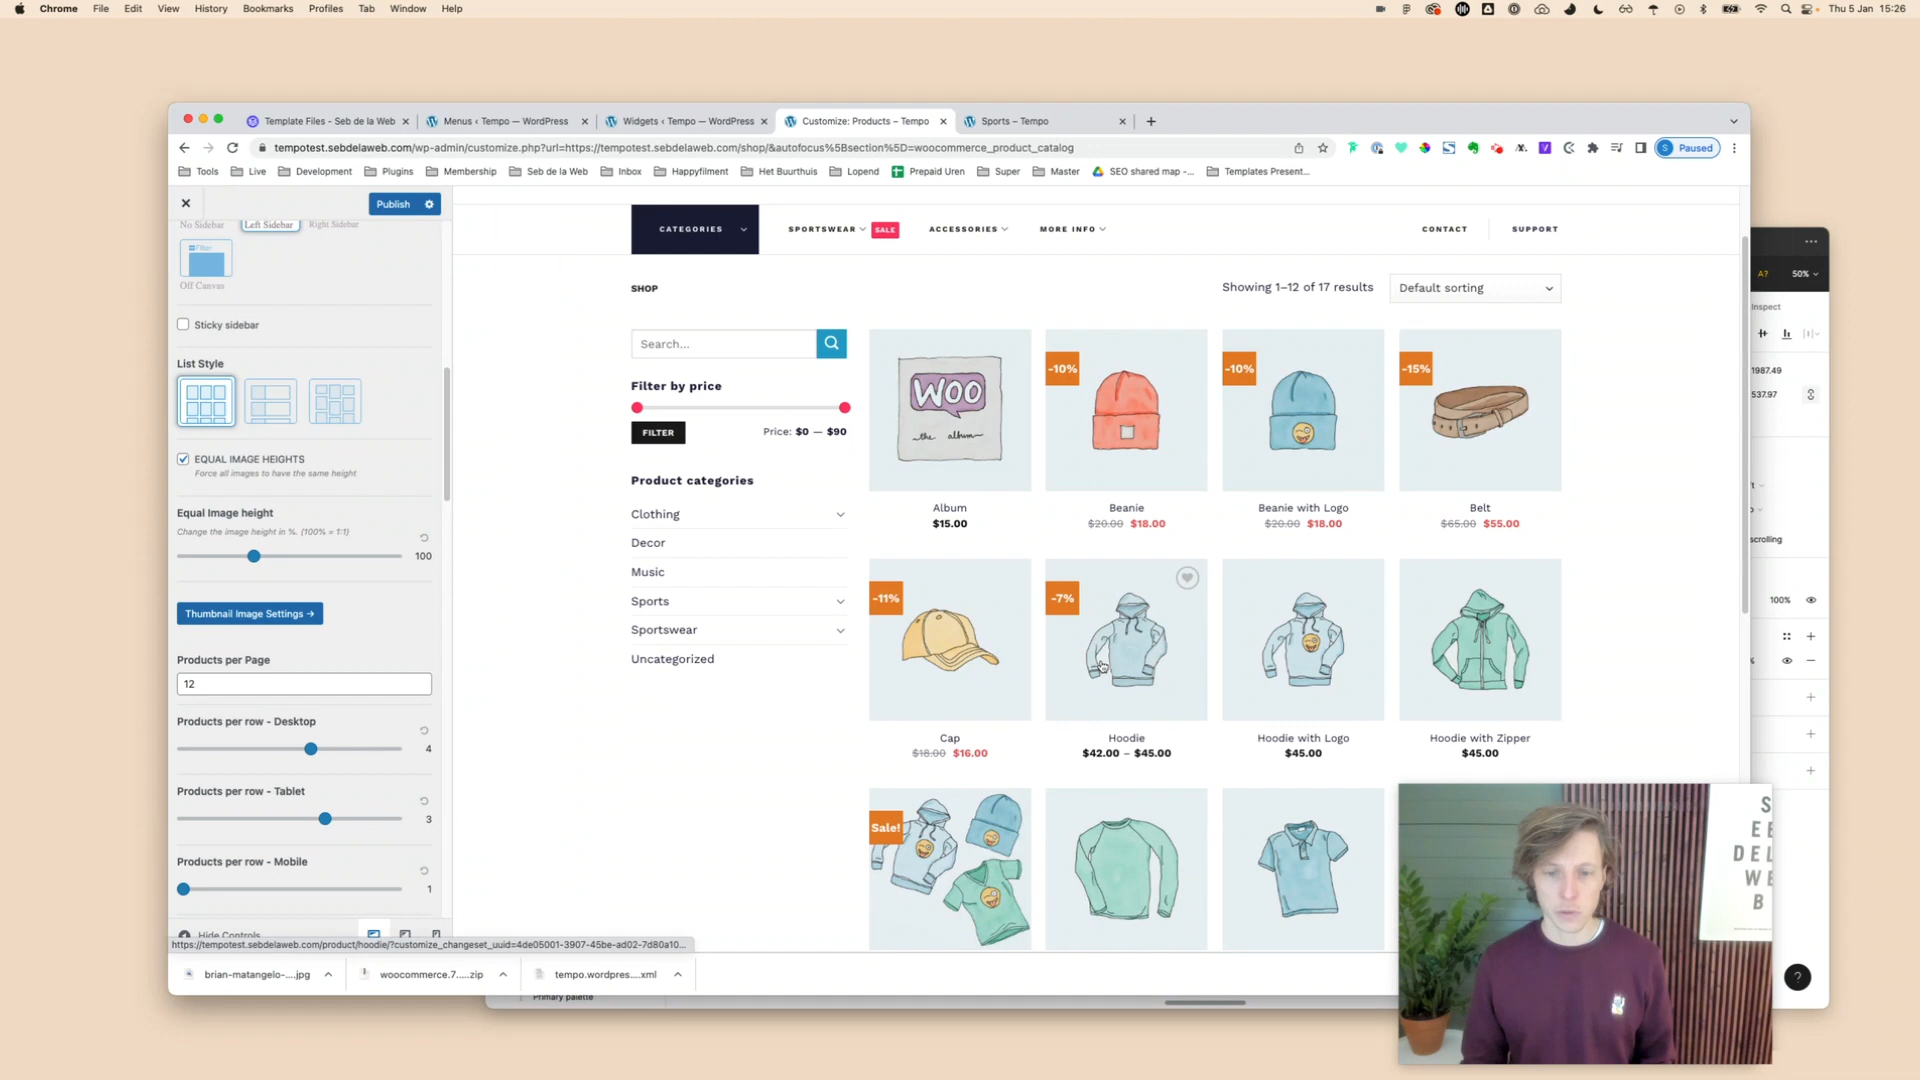 Chrome File Edit View History Bookmarks Profiles Tab Window Help Thu 5 Jan 15:26
Template Files - Seb de la Web Menus ‹ Tempo — WordPress Widgets ‹ Tempo — WordPress Customize: Products – Tempo Sports – Tempo
tempotest.sebdelaweb.com/wp-admin/customize.php?url=https://tempotest.sebdelaweb.com/shop/&autofocus%5Bsection%5D=woocommerce_product_catalog
S Paused
Tools Live Development Plugins Membership Seb de la Web Inbox Happyfilment Het Buurthuis Lopend Prepaid Uren Super Master SEO shared map -... Templates Present...
Publish
No Sidebar Left Sidebar Right Sidebar
Filter
Off Canvas
Sticky sidebar
List Style
EQUAL IMAGE HEIGHTS
Force all images to have the same height
Equal Image height
Change the image height in %. (100% = 1:1)
100
Thumbnail Image Settings →
Products per Page
12
Products per row - Desktop
4
Products per row - Tablet
3
Products per row - Mobile
1
Hide Controls
CATEGORIES SPORTSWEAR SALE ACCESSORIES MORE INFO CONTACT SUPPORT
SHOP Showing 1–12 of 17 results Default sorting
Search...
Filter by price
FILTER Price: $0 — $90
Product categories
Clothing
Decor
Music
Sports
Sportswear
Uncategorized
WOO
the album
-10% -10% -15%
Album Beanie Beanie with Logo Belt
$15.00 $20.00 $18.00 $20.00 $18.00 $65.00 $55.00
-11% -7%
Cap Hoodie Hoodie with Logo Hoodie with Zipper
$18.00 $16.00 $42.00 – $45.00 $45.00 $45.00
Sale!
https://tempotest.sebdelaweb.com/product/hoodie/?customize_changeset_uuid=4de05001-3907-45be-ad02-7d80a10...
brian-matangelo-....jpg woocommerce.7.....zip tempo.wordpres....xml
Primary palette
A? 50%
Inspect
1987.49
537.97
scrolling
100%
?
S
E E
DEL
WE
B